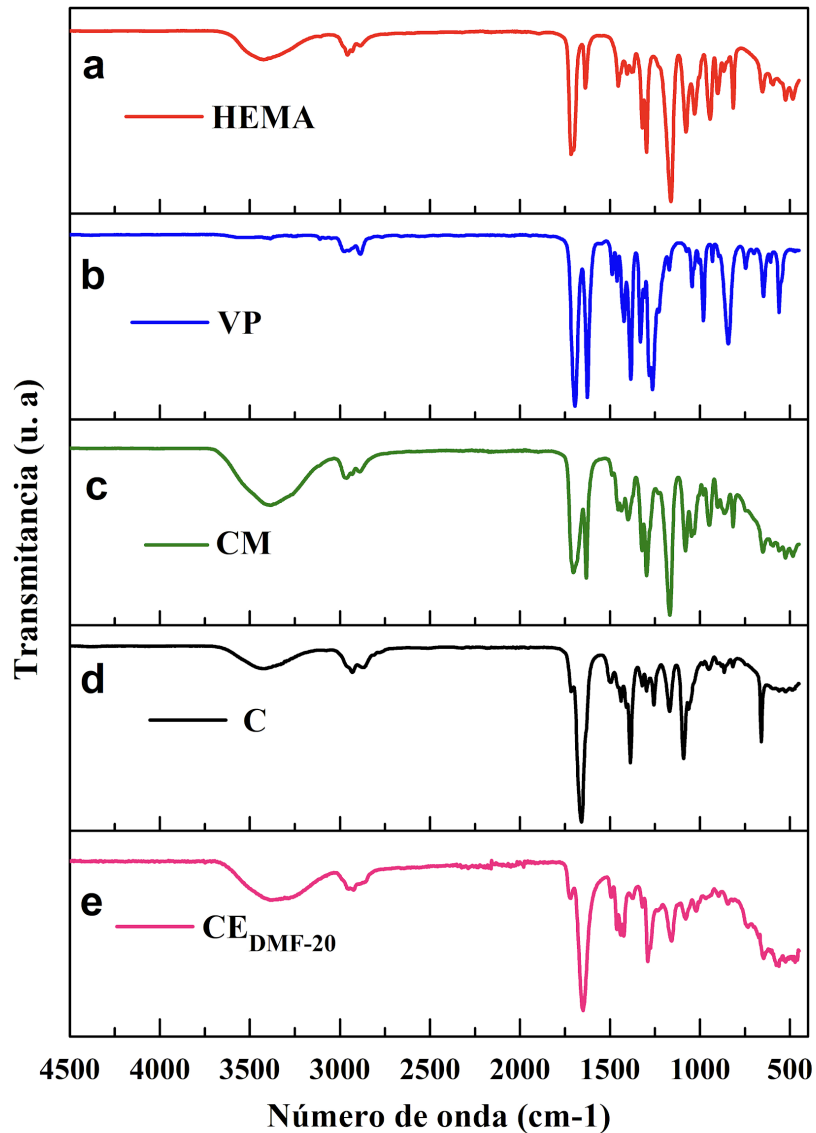 a
HEMA
b
VP
c
CM
d
C
e
CE_DMF-20
Transmitancia (u. a)
4500 4000 3500 3000 2500 2000 1500 1000 500
Número de onda (cm-1)